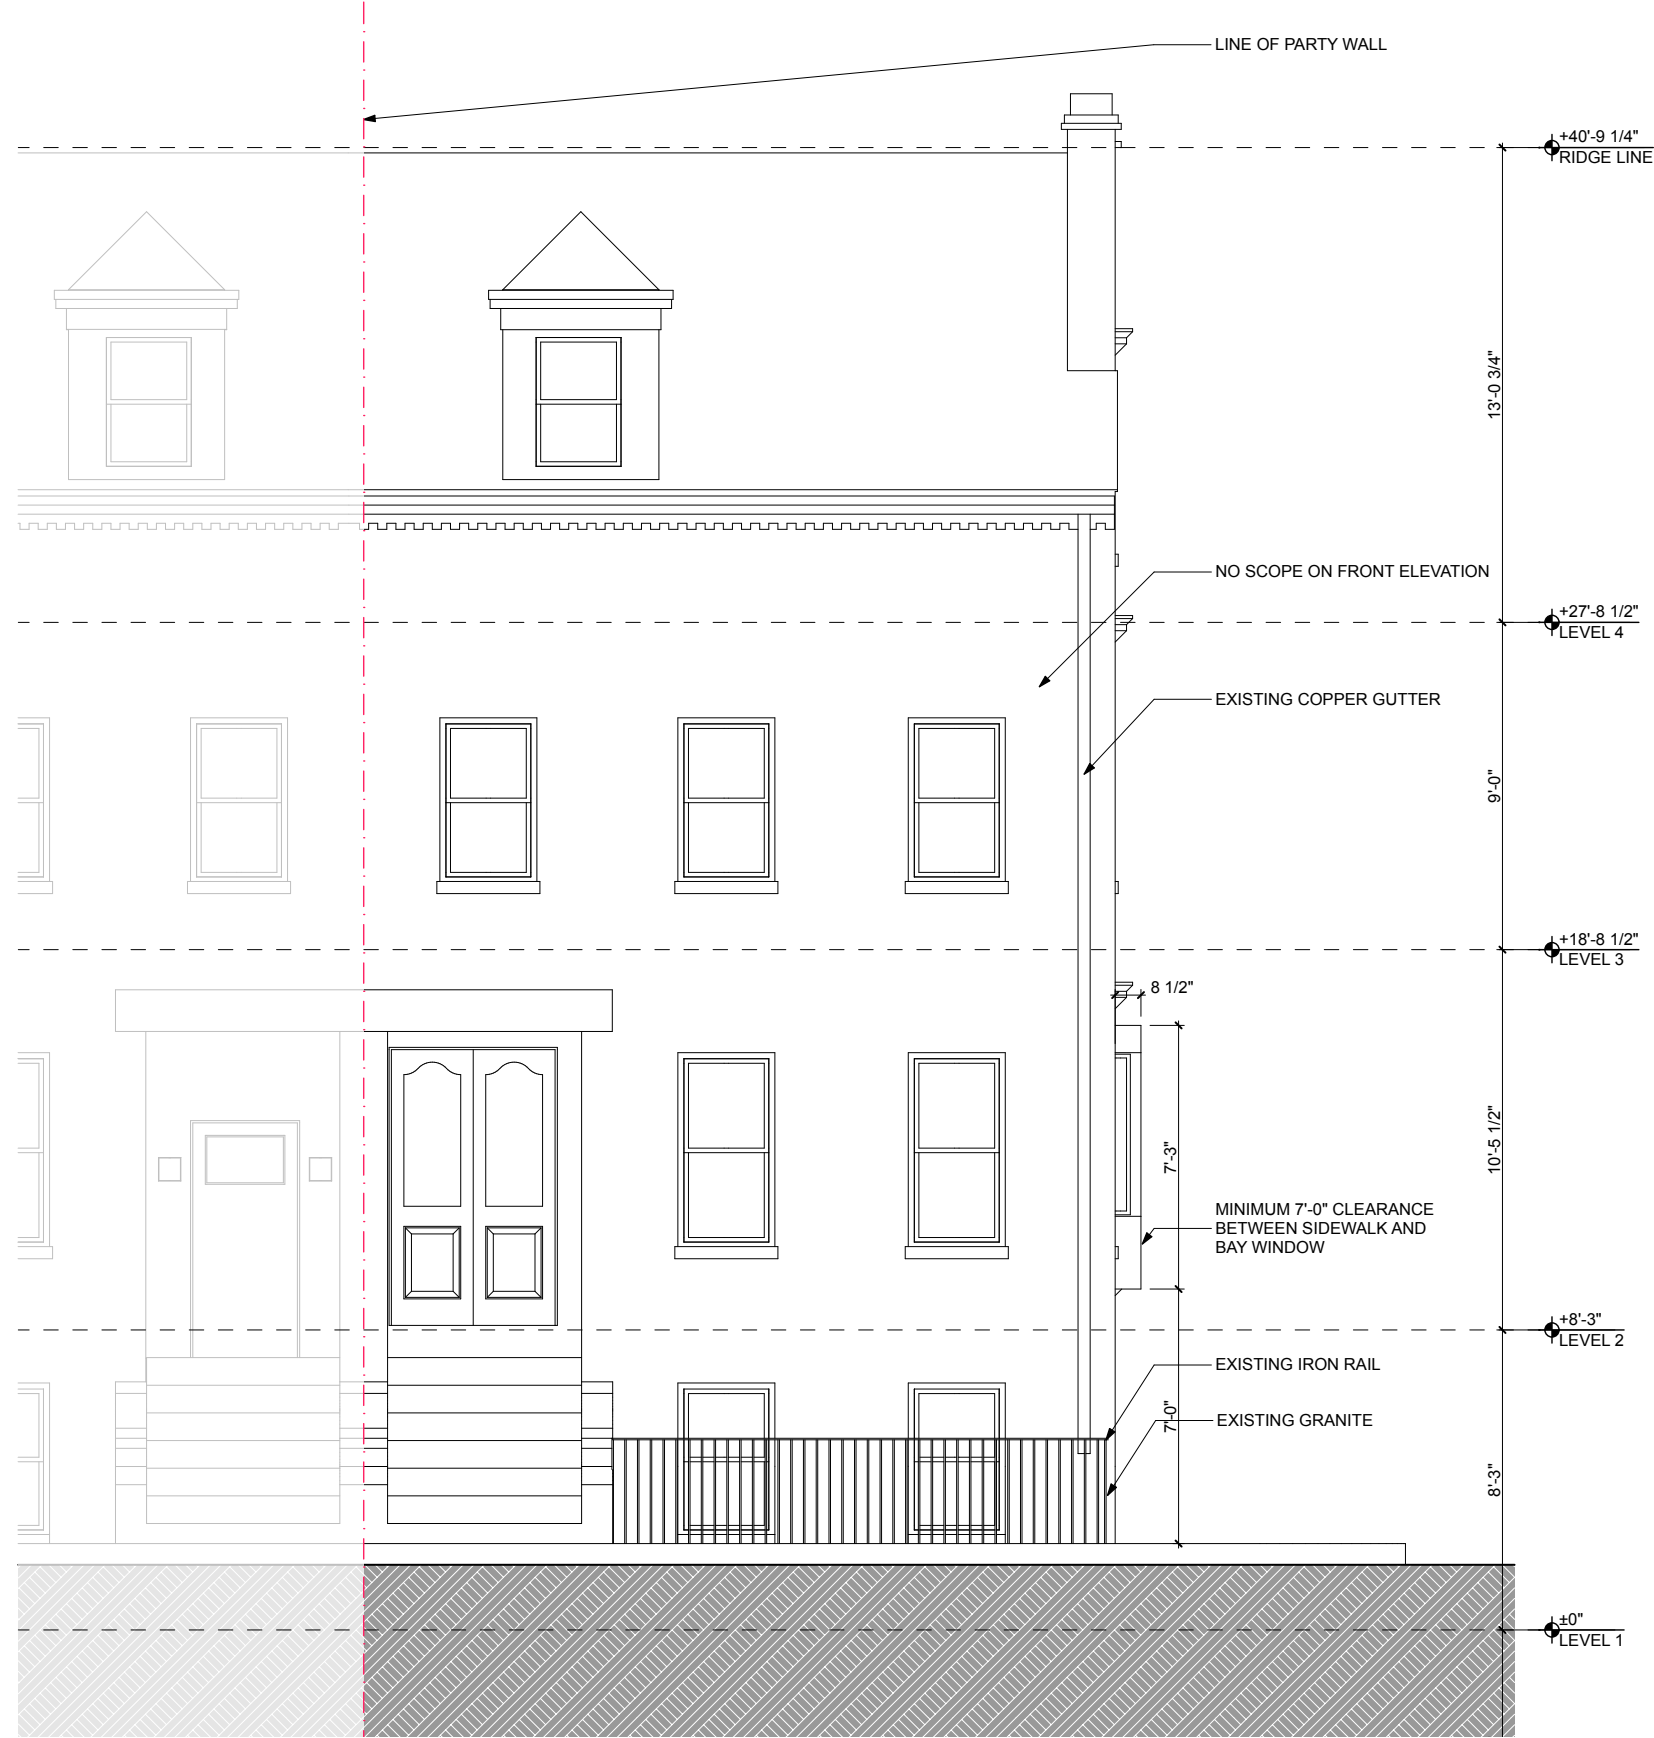 LINE OF PARTY WALL
+40'-9 1/4"
RIDGE LINE
13'-0 3/4"
NO SCOPE ON FRONT ELEVATION
+27'-8 1/2"
LEVEL 4
EXISTING COPPER GUTTER
9'-0"
+18'-8 1/2"
LEVEL 3
8 1/2"
10'-5 1/2"
7'-3"
MINIMUM 7'-0" CLEARANCE
BETWEEN SIDEWALK AND
BAY WINDOW
+8'-3"
LEVEL 2
EXISTING IRON RAIL
7'-0"
EXISTING GRANITE
8'-3"
±0"
LEVEL 1